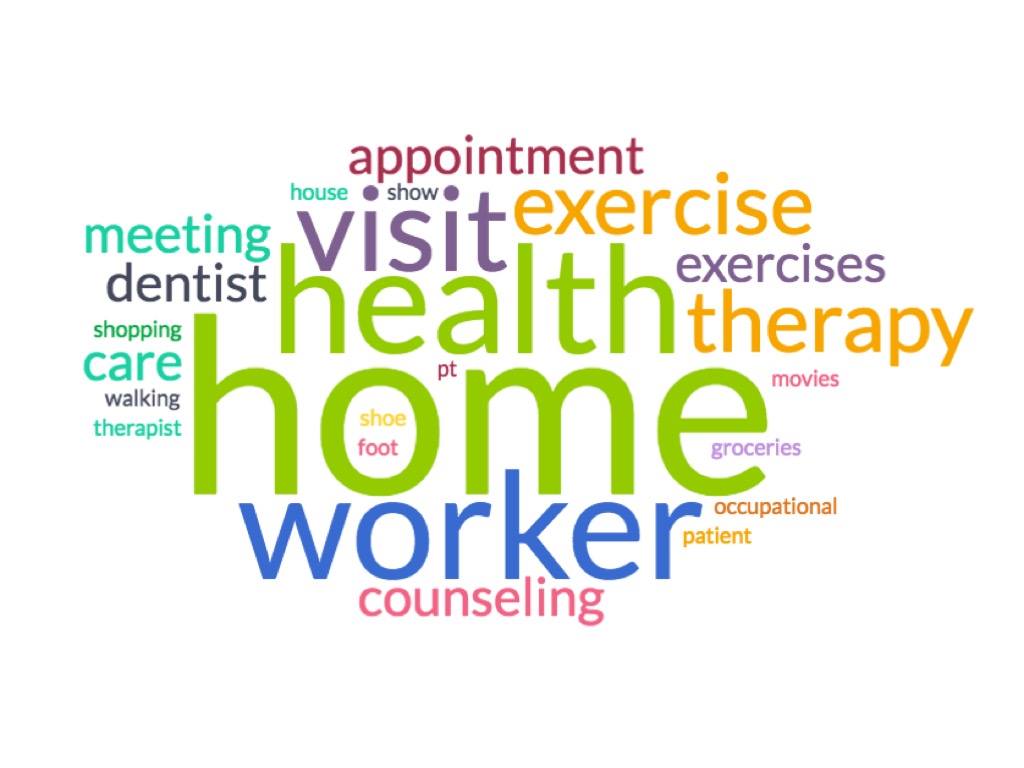 appointment
house show
visit exercise
meeting
exercises
dentist
health
therapy
shopping
care
pt
movies
walking
home
shoe
therapist
foot
groceries
worker
occupational
patient
counseling